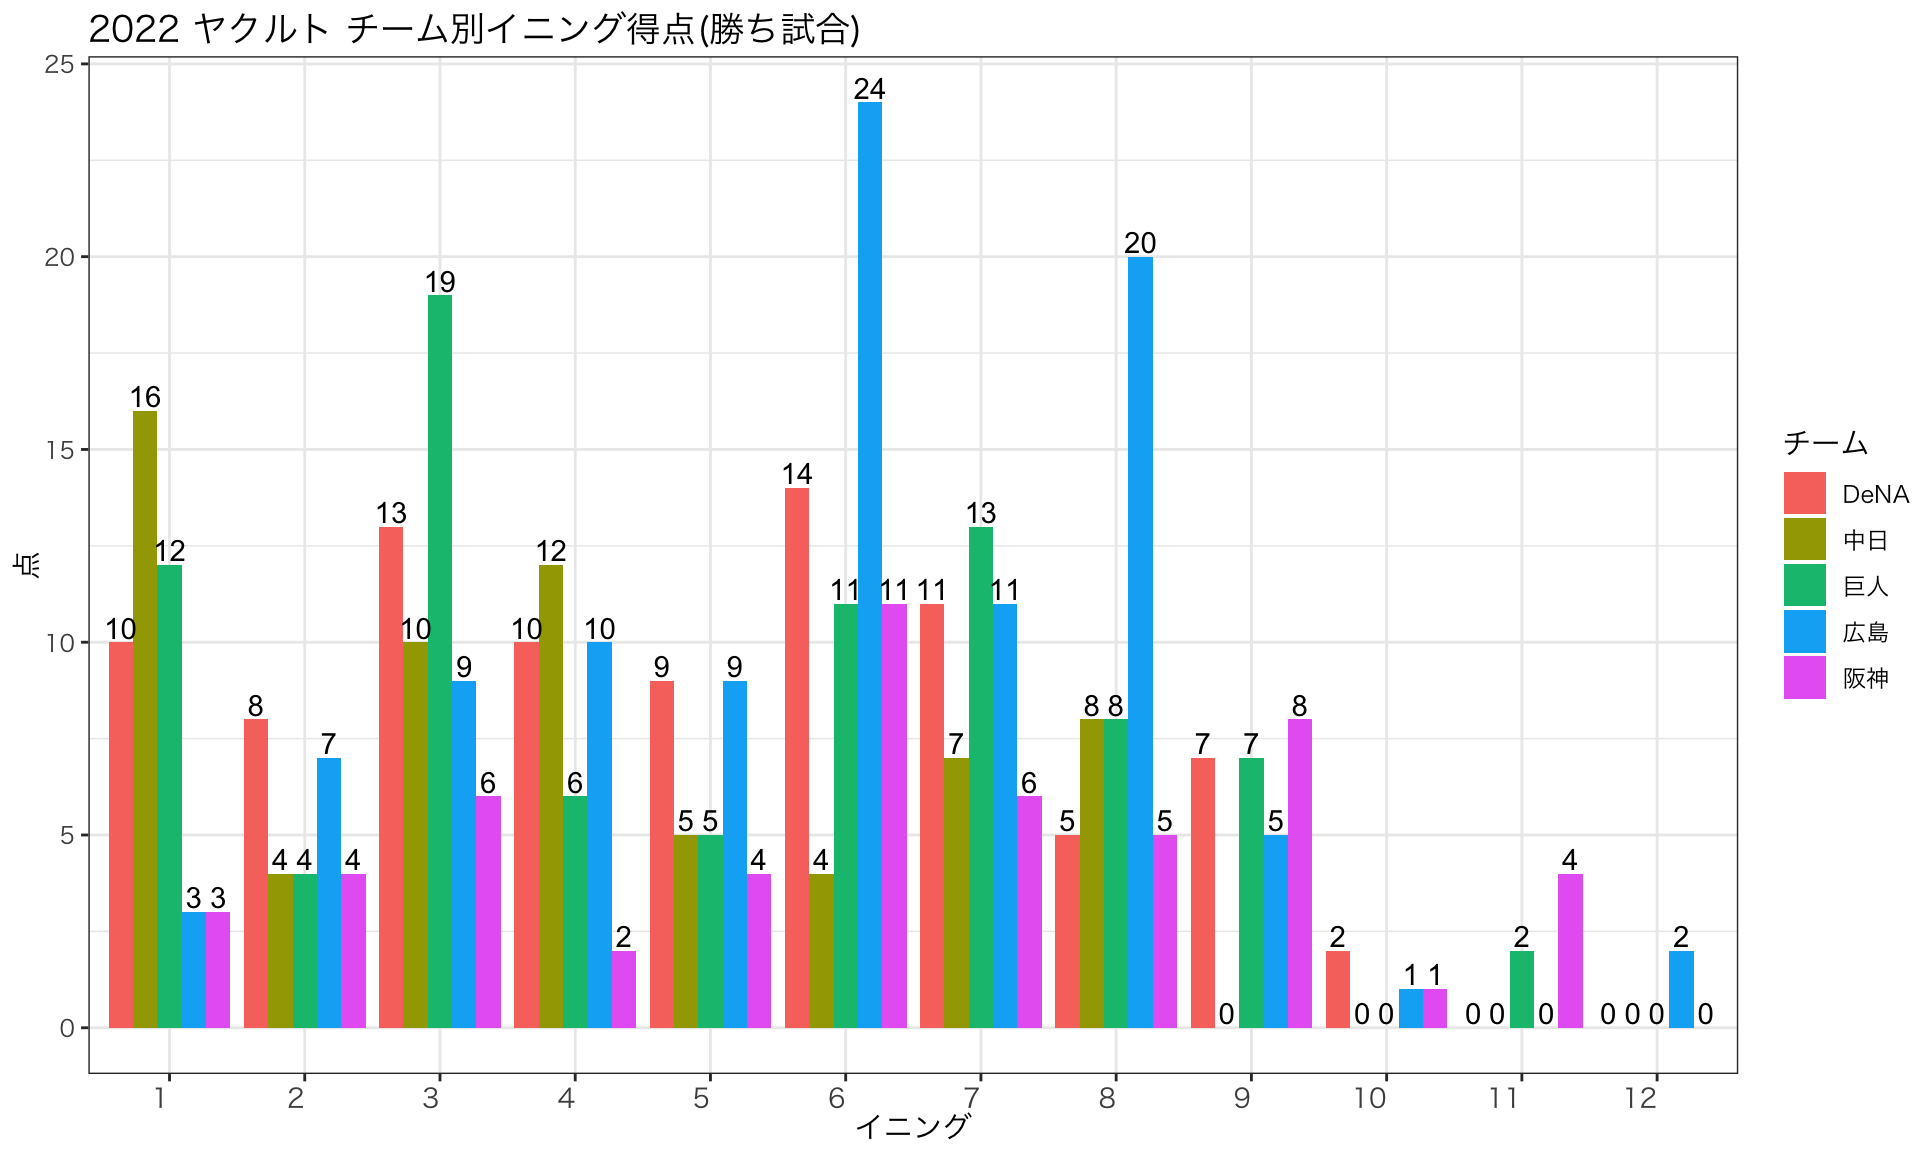 2022 ヤクルト チーム別イニング得点(勝ち試合)
点
25
20
15
10
5
0
10 16 12 3 3
8 4 4 7 4
13 10 19 9 6
10 12 6 10 2
9 5 5 9 4
14 4 11 24 11
11 7 13 11 6
5 8 8 20 5
7 0 7 5 8
2 0 0 1 1
0 0 2 0 4
0 0 0 2 0
1 2 3 4 5 6 7 8 9 10 11 12
イニング
チーム
DeNA
中日
巨人
広島
阪神